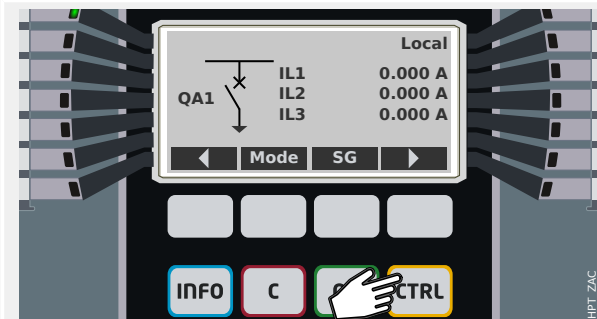 Local
IL1 0.000 A
QA1 IL2 0.000 A
IL3 0.000 A
Mode SG
INFO C CTRL
HPT ZAC